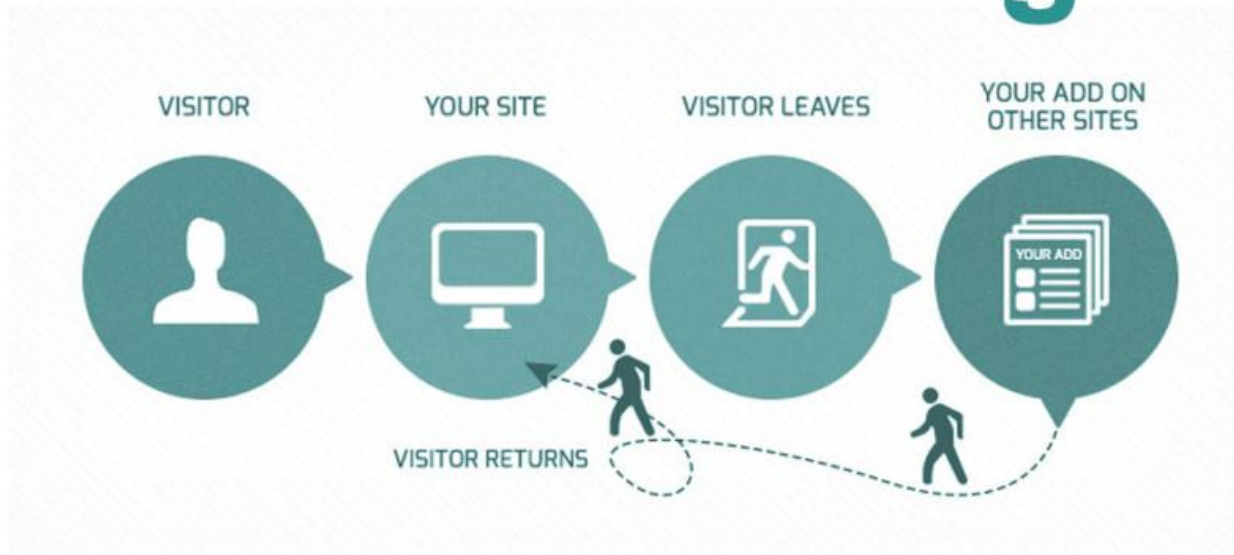 VISITOR
YOUR SITE
VISITOR LEAVES
YOUR ADD ON
OTHER SITES
YOUR ADD
VISITOR RETURNS